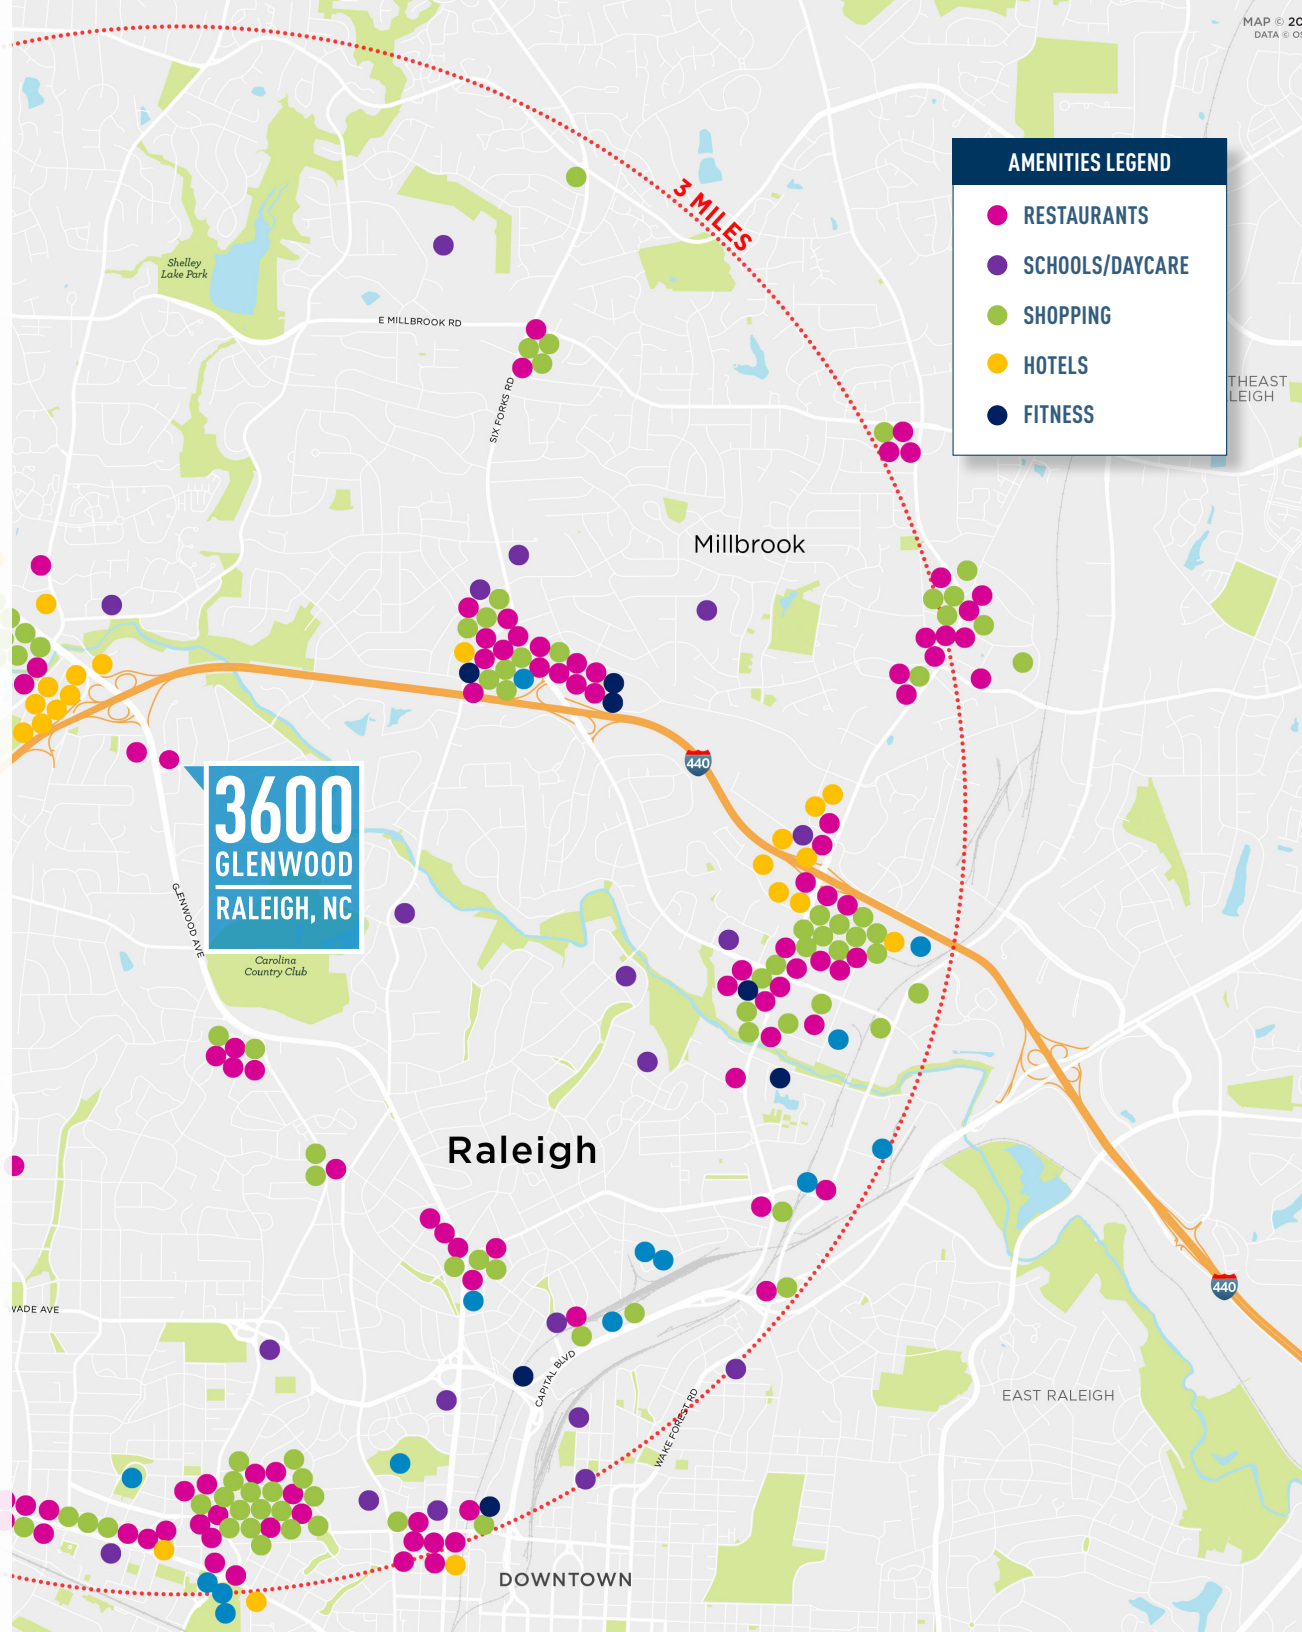 MAP © 20
DATA © OS
AMENITIES LEGEND
RESTAURANTS
SCHOOLS/DAYCARE
SHOPPING
HOTELS
FITNESS
3 MILES
Shelley
Lake Park
E MILLBROOK RD
SIX FORKS RD
THEAST
LEIGH
Millbrook
440
3600
GLENWOOD
RALEIGH, NC
GLENWOOD AVE
Carolina
Country Club
Raleigh
440
WADE AVE
CAPITAL BLVD
WAKE FOREST RD
EAST RALEIGH
DOWNTOWN